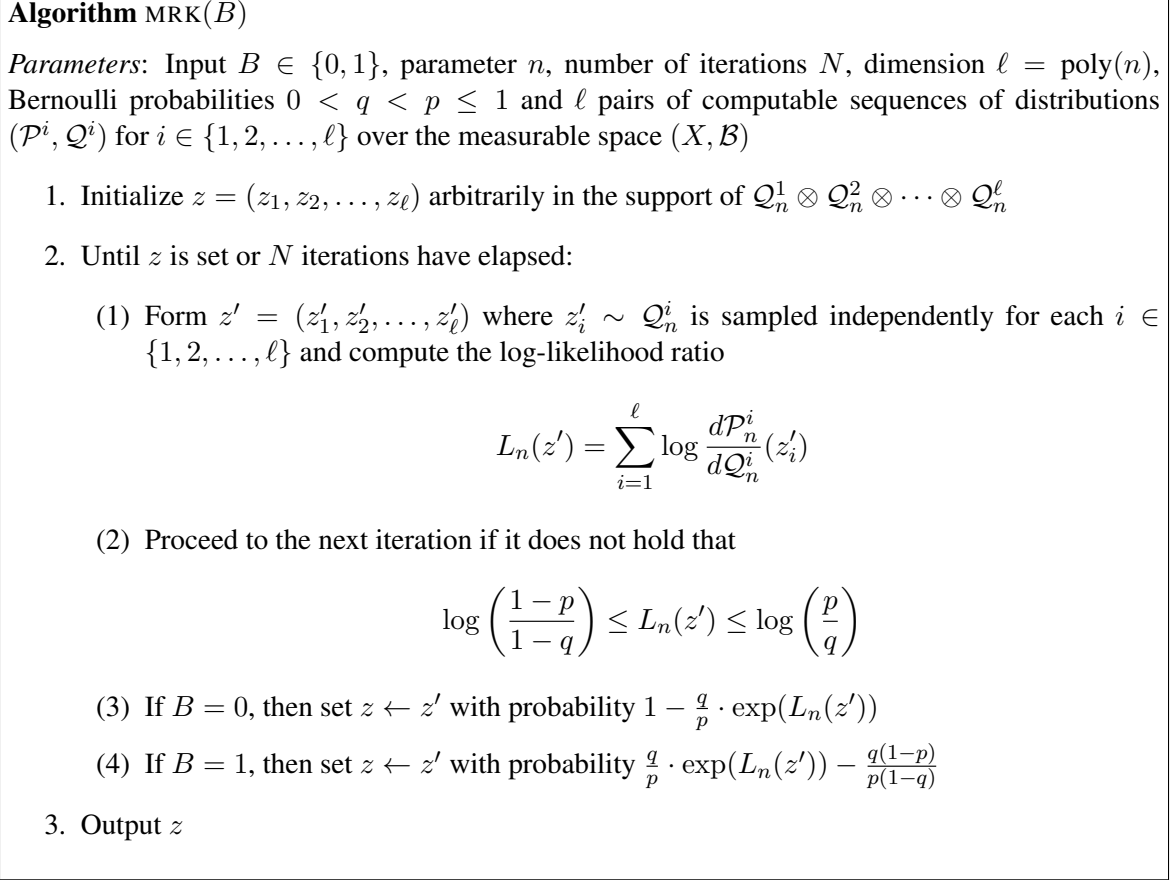 Algorithm MRK(B)
Parameters: Input B ∈ {0, 1}, parameter n, number of iterations N, dimension ℓ = poly(n),
Bernoulli probabilities 0 < q < p ≤ 1 and ℓ pairs of computable sequences of distributions
(𝒫^i, 𝒬^i) for i ∈ {1, 2, . . . , ℓ} over the measurable space (X, ℬ)
1. Initialize z = (z_1, z_2, . . . , z_ℓ) arbitrarily in the support of 𝒬_n^1 ⊗ 𝒬_n^2 ⊗ · · · ⊗ 𝒬_n^ℓ
2. Until z is set or N iterations have elapsed:
(1) Form z′ = (z′_1, z′_2, . . . , z′_ℓ) where z′_i ∼ 𝒬_n^i is sampled independently for each i ∈
{1, 2, . . . , ℓ} and compute the log-likelihood ratio
L_n(z′) = ∑_{i=1}^{ℓ} log \frac{d𝒫_n^i}{d𝒬_n^i}(z′_i)
(2) Proceed to the next iteration if it does not hold that
log (\frac{1 − p}{1 − q}) ≤ L_n(z′) ≤ log (\frac{p}{q})
(3) If B = 0, then set z ← z′ with probability 1 − \frac{q}{p} · exp(L_n(z′))
(4) If B = 1, then set z ← z′ with probability \frac{q}{p} · exp(L_n(z′)) − \frac{q(1−p)}{p(1−q)}
3. Output z